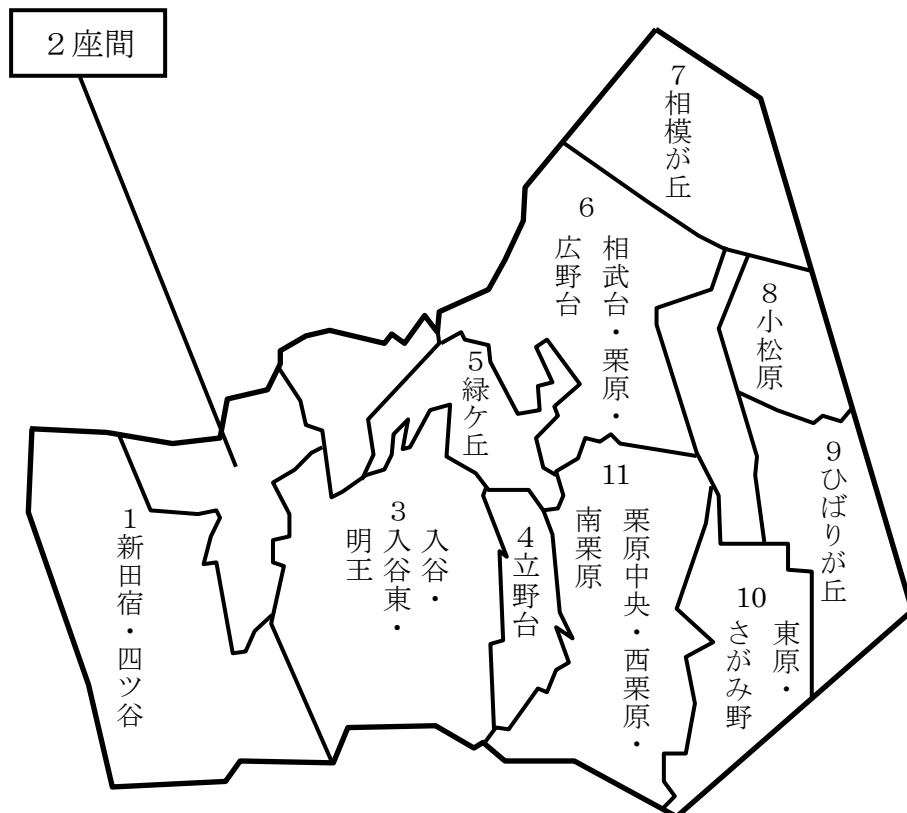 ２座間
７相模が丘
６
相武台・栗原・
広野台
８小松原
５緑ケ丘
９ひばりが丘
11
栗原中央・西栗原・
南栗原
１新田宿・四ツ谷
３
入谷・
入谷東・
明王
４立野台
10
東原・
さがみ野